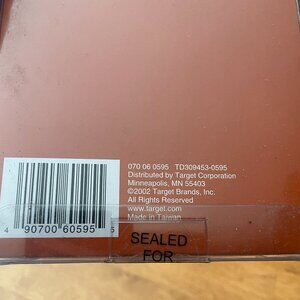 070 06 0595 TD309453-0595
Distributed by Target Corporation
Minneapolis, MN 55403
©2002 Target Brands, Inc.
All Rights Reserved
www.target.com
Made in Taiwan
4 90700 60595 5
SEALED
FOR